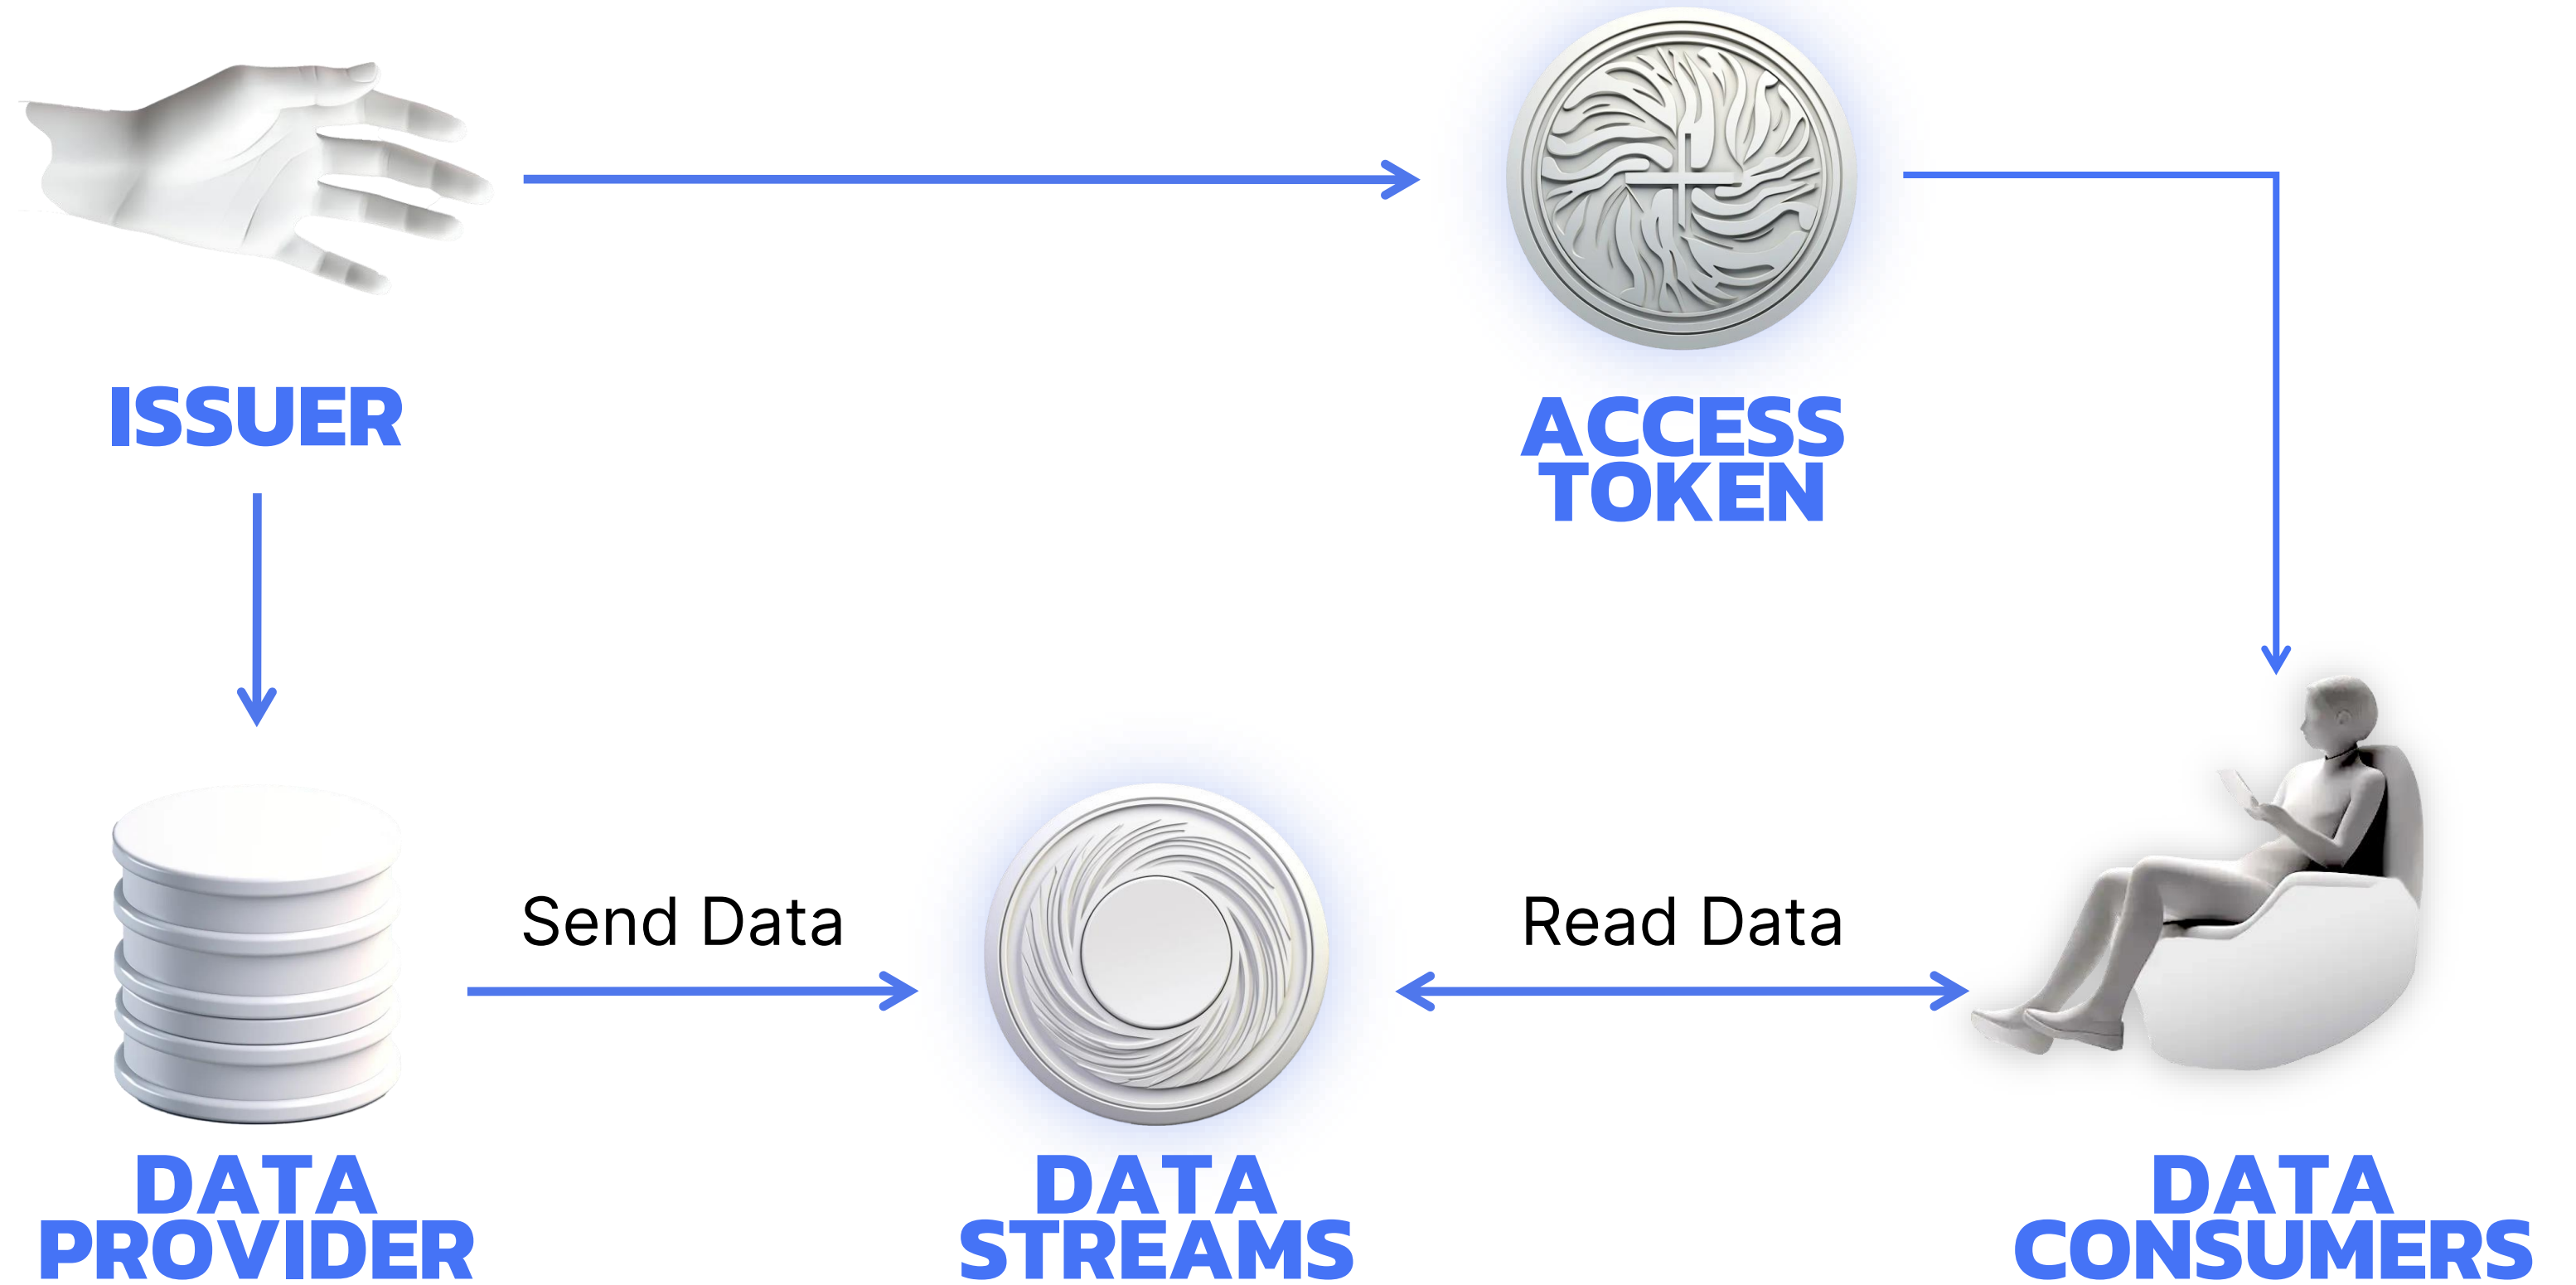 ISSUER
ACCESS
TOKEN
Send Data
Read Data
DATA
PROVIDER
DATA
STREAMS
DATA
CONSUMERS